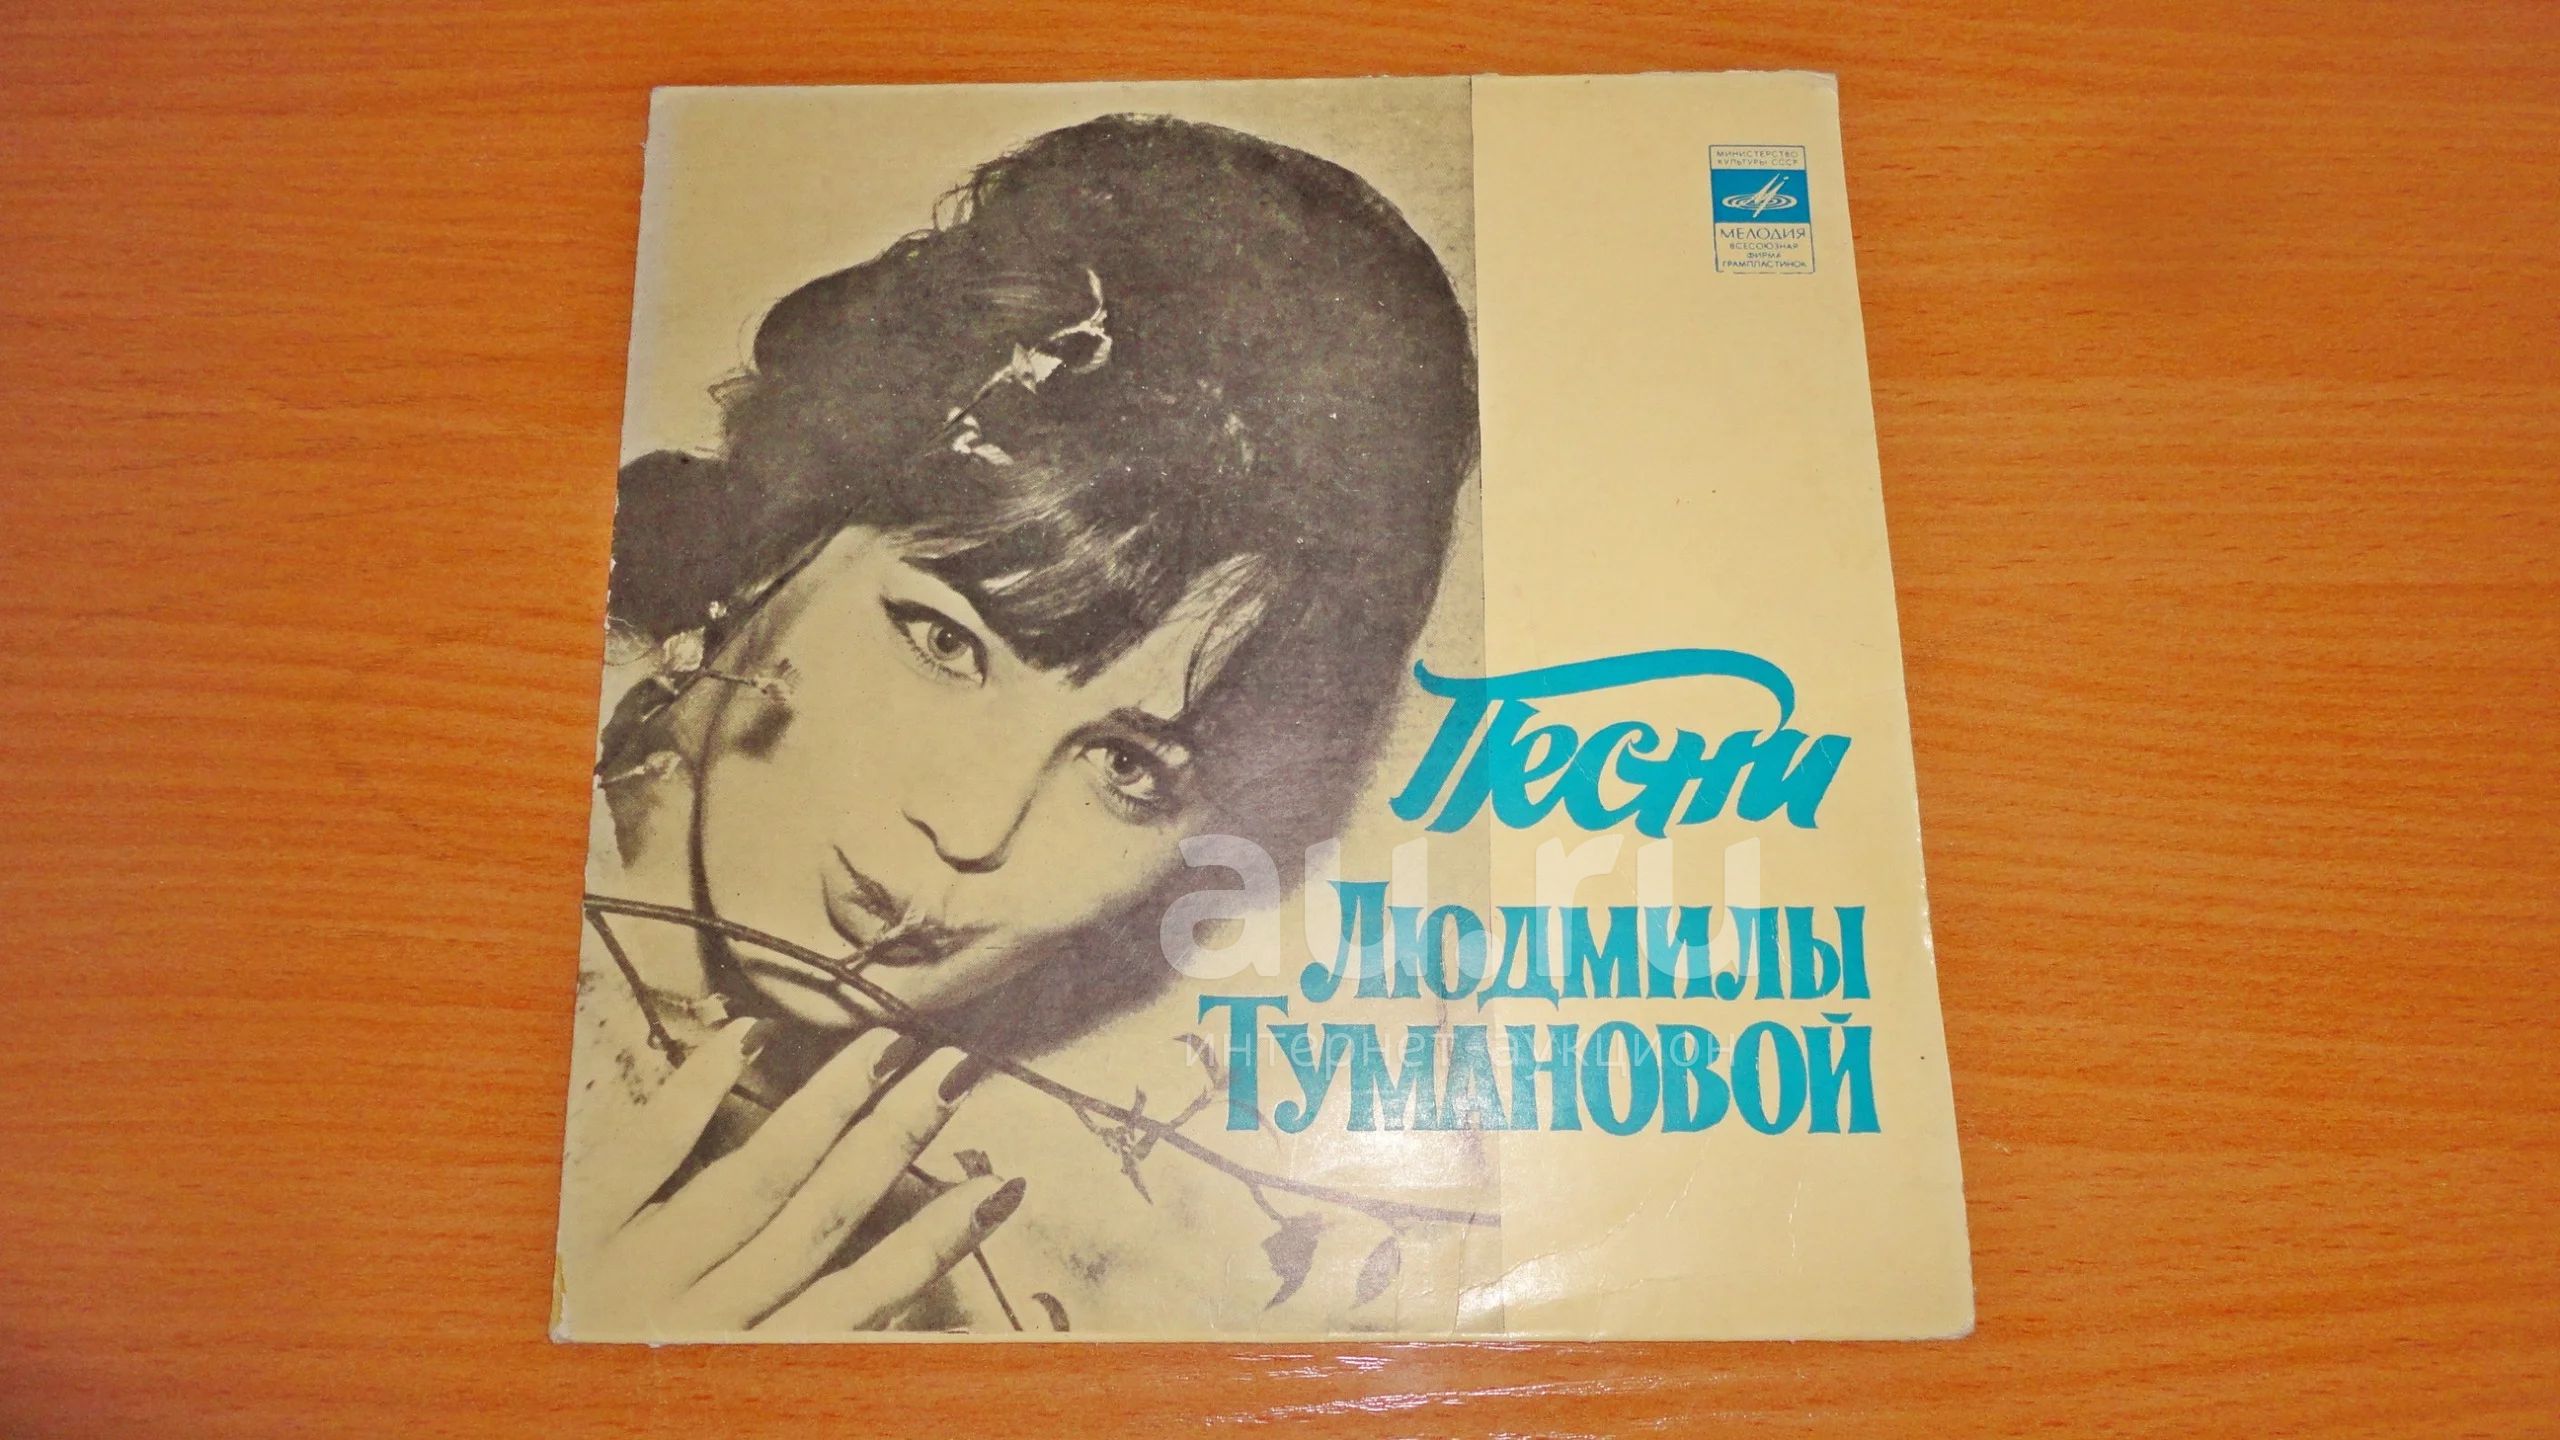 МИНИСТЕРСТВО
КУЛЬТУРЫ СССР
МЕЛОДИЯ
ВСЕСОЮЗНАЯ
ФИРМА
ГРАМПЛАСТИНОК
Песни
ЛЮДМИЛЫ
ТУМАНОВОЙ
au.ru
интернет-аукцион